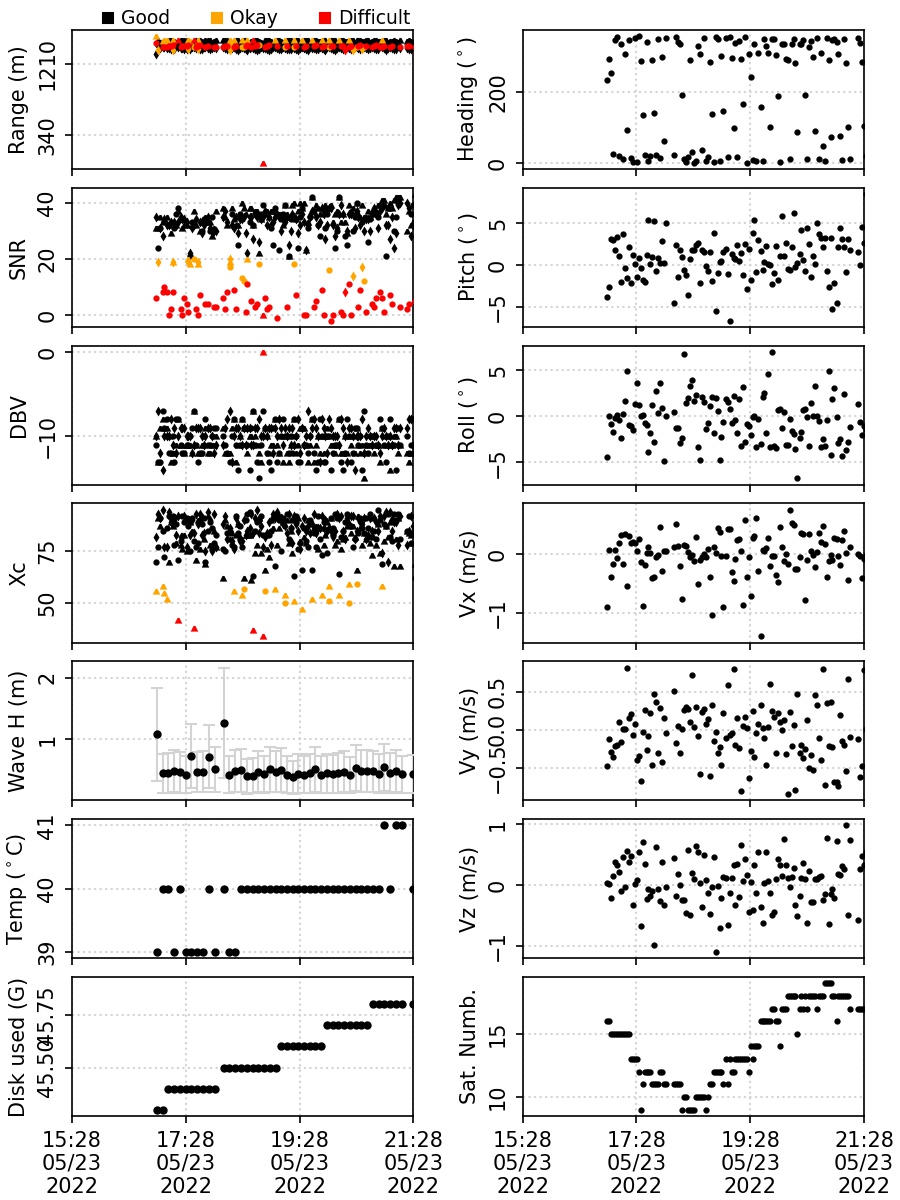 Good Okay Difficult
Range (m)
1210
340
Heading (°)
200
0
SNR
40
20
0
Pitch (°)
5
0
−5
DBV
0
−10
Roll (°)
5
0
−5
Xc
75
50
Vx (m/s)
0
−1
Wave H (m)
2
1
Vy (m/s)
0.5
0.0
−0.5
Temp (°C)
41
40
39
Vz (m/s)
1
0
−1
Disk used (G)
45.75
45.50
Sat. Numb.
15
10
15:28 17:28 19:28 21:28
05/23 05/23 05/23 05/23
2022 2022 2022 2022
15:28 17:28 19:28 21:28
05/23 05/23 05/23 05/23
2022 2022 2022 2022